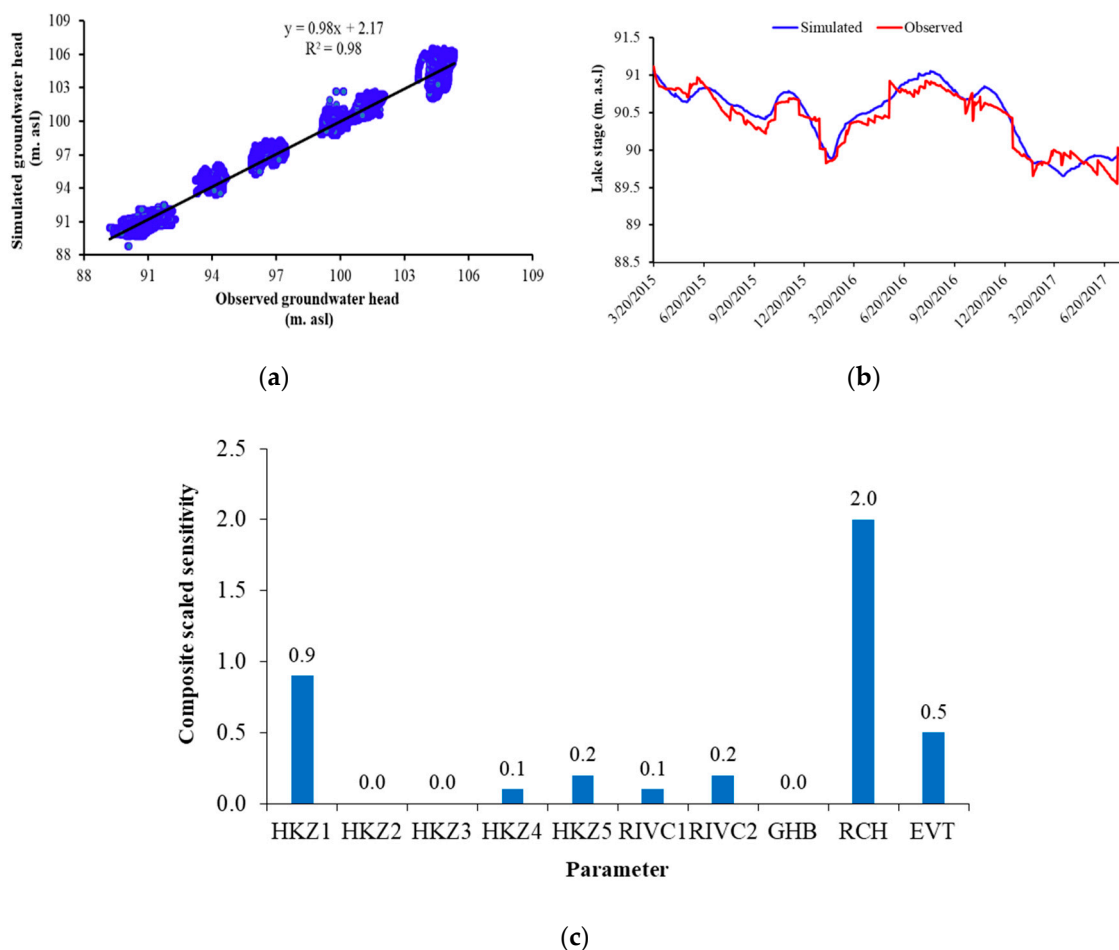 y = 0.98x + 2.17
R² = 0.98
Simulated groundwater head
(m. asl)
109
106
103
100
97
94
91
88
88 91 94 97 100 103 106 109
Observed groundwater head
(m. asl)
(a)
Simulated Observed
Lake stage (m. a.s.l)
91.5
91
90.5
90
89.5
89
88.5
3/20/2015 6/20/2015 9/20/2015 12/20/2015 3/20/2016 6/20/2016 9/20/2016 12/20/2016 3/20/2017 6/20/2017
(b)
Composite scaled sensitivity
2.5
2.0
1.5
1.0
0.5
0.0
0.9 0.0 0.0 0.1 0.2 0.1 0.2 0.0 2.0 0.5
HKZ1 HKZ2 HKZ3 HKZ4 HKZ5 RIVC1 RIVC2 GHB RCH EVT
Parameter
(c)